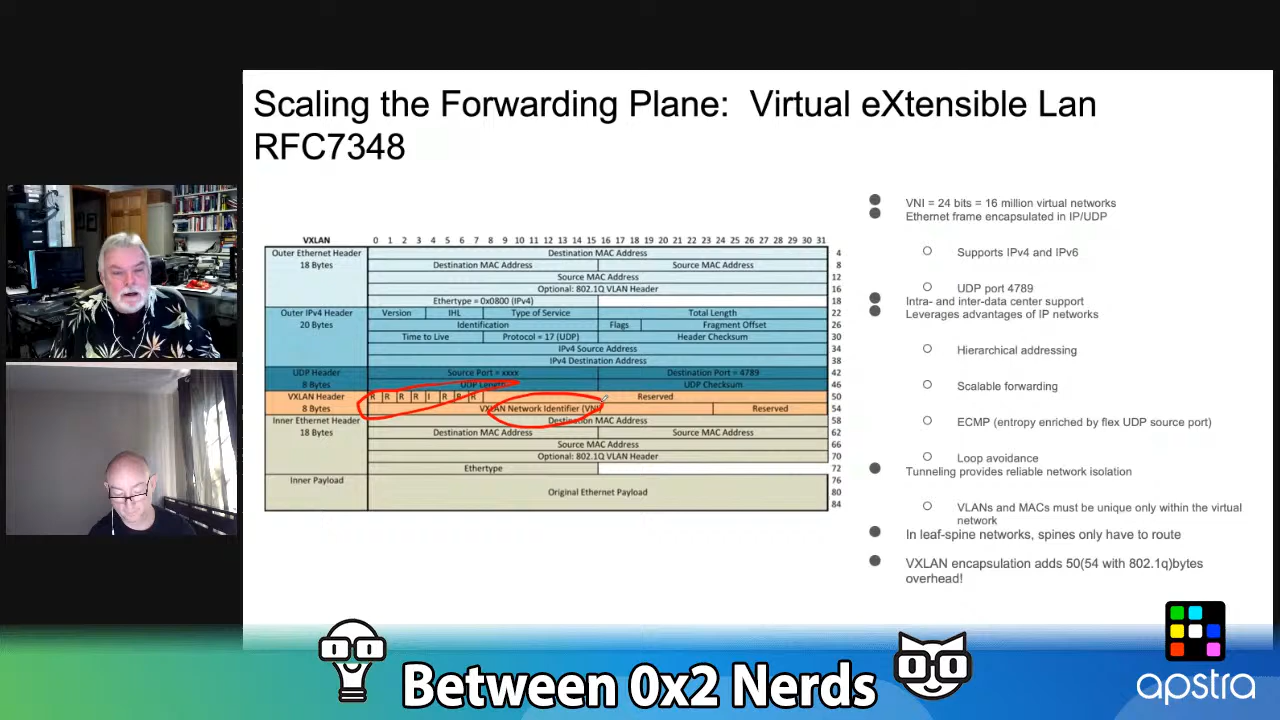 Scaling the Forwarding Plane: Virtual eXtensible Lan
RFC7348
VXLAN 0 1 2 3 4 5 6 7 8 9 10 11 12 13 14 15 16 17 18 19 20 21 22 23 24 25 26 27 28 29 30 31
Outer Ethernet Header Destination MAC Address 4
18 Bytes Destination MAC Address Source MAC Address 8
Source MAC Address 12
Optional: 802.1Q VLAN Header 16
Ethertype = 0x0800 (IPv4) 18
Outer IPv4 Header Version IHL Type of Service Total Length 22
20 Bytes Identification Flags Fragment Offset 26
Time to Live Protocol = 17 (UDP) Header Checksum 30
IPv4 Source Address 34
IPv4 Destination Address 38
UDP Header Source Port = xxxx Destination Port = 4789 42
8 Bytes UDP Length UDP Checksum 46
VXLAN Header R R R R I R R R Reserved 50
8 Bytes VXLAN Network Identifier (VNI) Reserved 54
Inner Ethernet Header Destination MAC Address 58
18 Bytes Destination MAC Address Source MAC Address 62
Source MAC Address 66
Optional: 802.1Q VLAN Header 70
Ethertype 72
Inner Payload 76
Original Ethernet Payload 80
84
VNI = 24 bits = 16 million virtual networks
Ethernet frame encapsulated in IP/UDP
Supports IPv4 and IPv6
UDP port 4789
Intra- and inter-data center support
Leverages advantages of IP networks
Hierarchical addressing
Scalable forwarding
ECMP (entropy enriched by flex UDP source port)
Loop avoidance
Tunneling provides reliable network isolation
VLANs and MACs must be unique only within the virtual
network
In leaf-spine networks, spines only have to route
VXLAN encapsulation adds 50(54 with 802.1q)bytes
overhead!
Between 0x2 Nerds
apstra